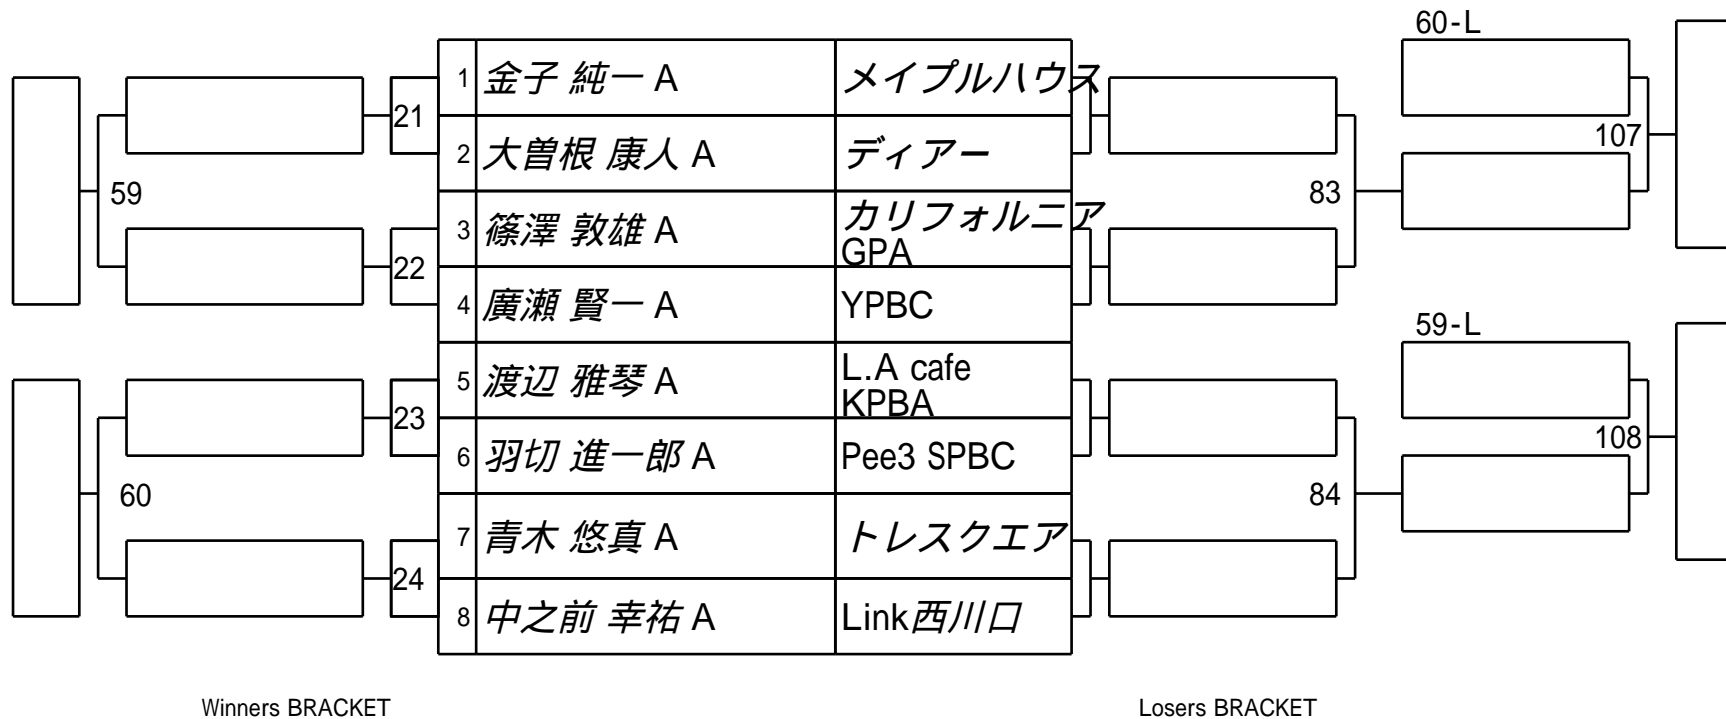 60-L
1 金子 純一 A メイプルハウス
21
107
2 大曽根 康人 A ディアー
59
83
3 篠澤 敦雄 A カリフォルニア
GPA
22
4 廣瀬 賢一 A YPBC
59-L
5 渡辺 雅琴 A L.A cafe
KPBA
23
108
6 羽切 進一郎 A Pee3 SPBC
60
84
7 青木 悠真 A トレスクエア
24
8 中之前 幸祐 A Link西川口
Winners BRACKET
Losers BRACKET